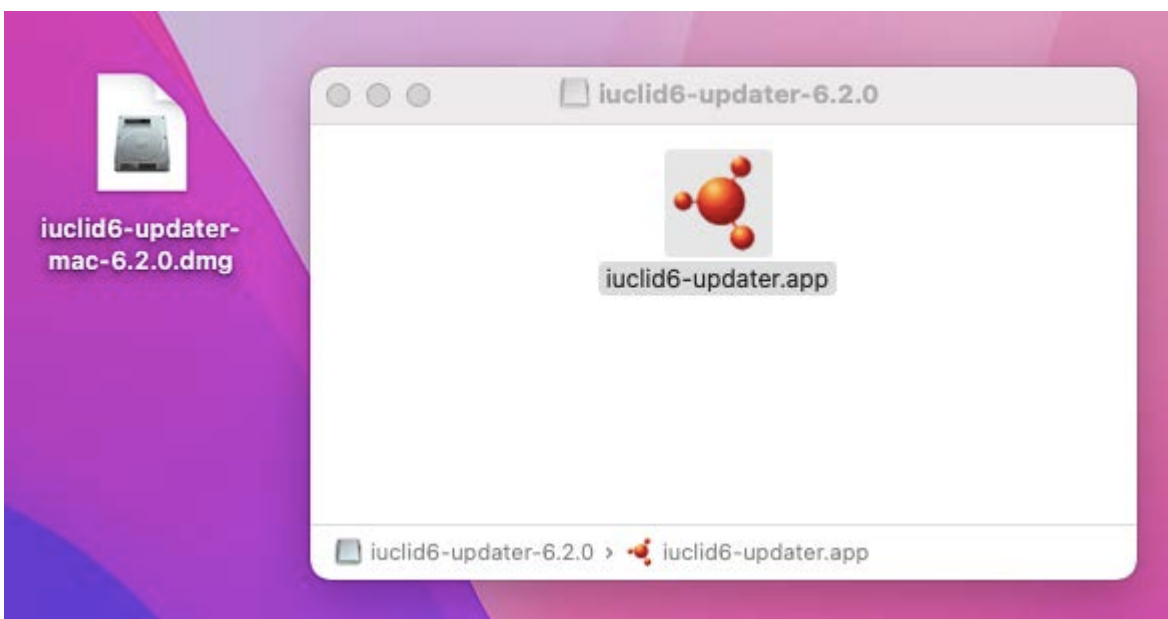 iuclid6-updater-
mac-6.2.0.dmg
iuclid6-updater-6.2.0
iuclid6-updater.app
iuclid6-updater-6.2.0 › iuclid6-updater.app